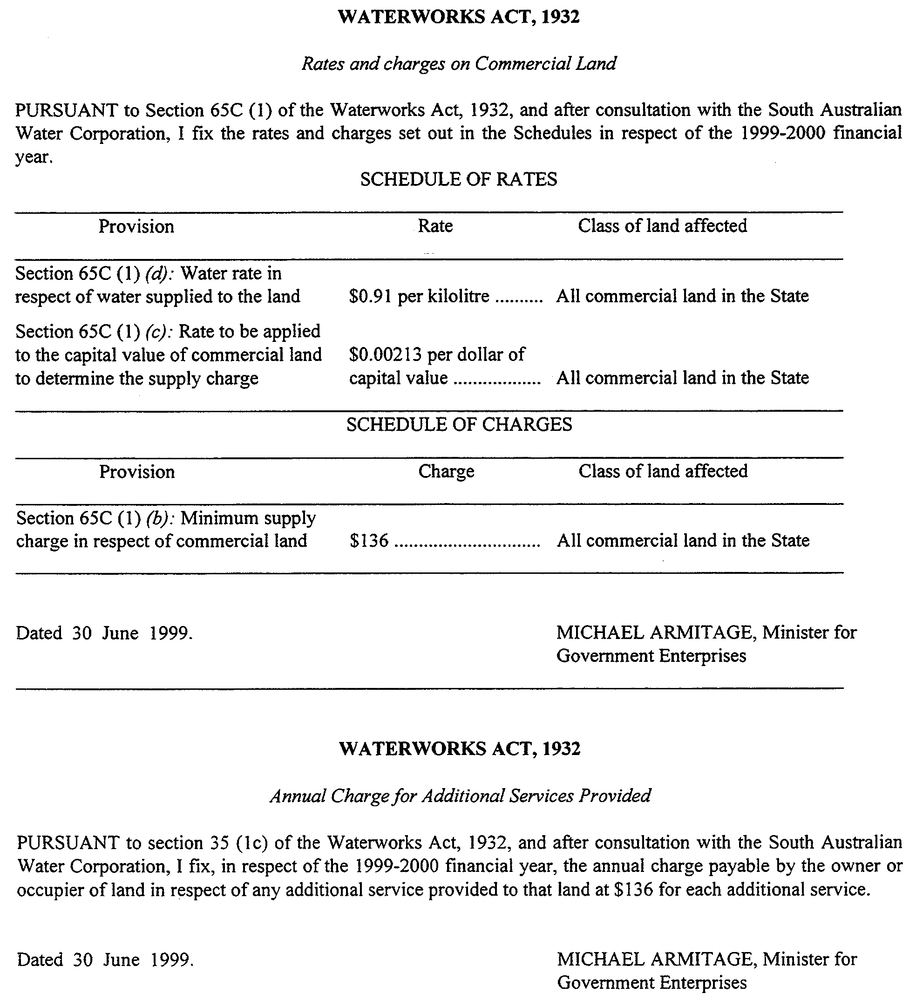 WATERWORKS ACT, 1932
Rates and charges on Commercial Land
PURSUANT to Section 65C (1) of the Waterworks Act, 1932, and after consultation with the South Australian
Water Corporation, I fix the rates and charges set out in the Schedules in respect of the 1999-2000 financial
year.
SCHEDULE OF RATES
Provision Rate Class of land affected
Section 65C (1) (d): Water rate in
respect of water supplied to the land $0.91 per kilolitre .......... All commercial land in the State
Section 65C (1) (c): Rate to be applied
to the capital value of commercial land $0.00213 per dollar of
to determine the supply charge capital value .................. All commercial land in the State
SCHEDULE OF CHARGES
Provision Charge Class of land affected
Section 65C (1) (b): Minimum supply
charge in respect of commercial land $136 .............................. All commercial land in the State
Dated 30 June 1999. MICHAEL ARMITAGE, Minister for
Government Enterprises
WATERWORKS ACT, 1932
Annual Charge for Additional Services Provided
PURSUANT to section 35 (1c) of the Waterworks Act, 1932, and after consultation with the South Australian
Water Corporation, I fix, in respect of the 1999-2000 financial year, the annual charge payable by the owner or
occupier of land in respect of any additional service provided to that land at $136 for each additional service.
Dated 30 June 1999. MICHAEL ARMITAGE, Minister for
Government Enterprises